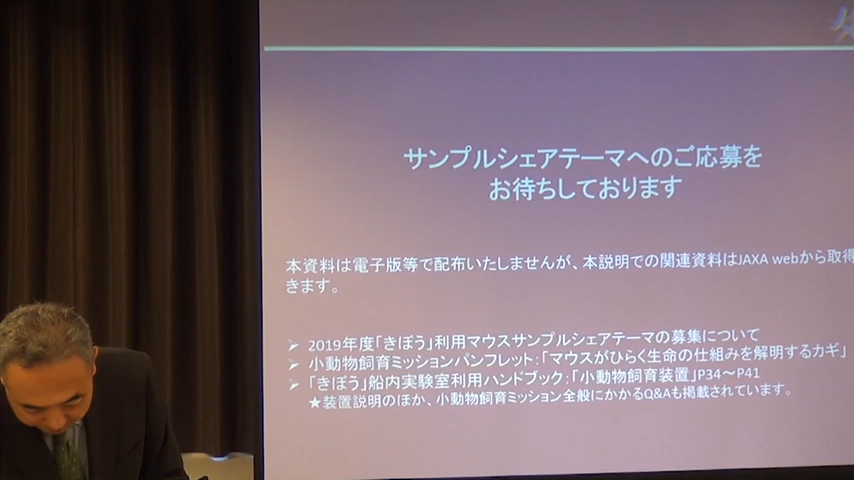 サンプルシェアテーマへのご応募を
お待ちしております
本資料は電子版等で配布いたしませんが、本説明での関連資料はJAXA webから取得
きます。
➢ 2019年度「きぼう」利用マウスサンプルシェアテーマの募集について
➢ 小動物飼育ミッションパンフレット:「マウスがひらく生命の仕組みを解明するカギ」
➢ 「きぼう」船内実験室利用ハンドブック:「小動物飼育装置」P34～P41
★装置説明のほか、小動物飼育ミッション全般にかかるQ&Aも掲載されています。